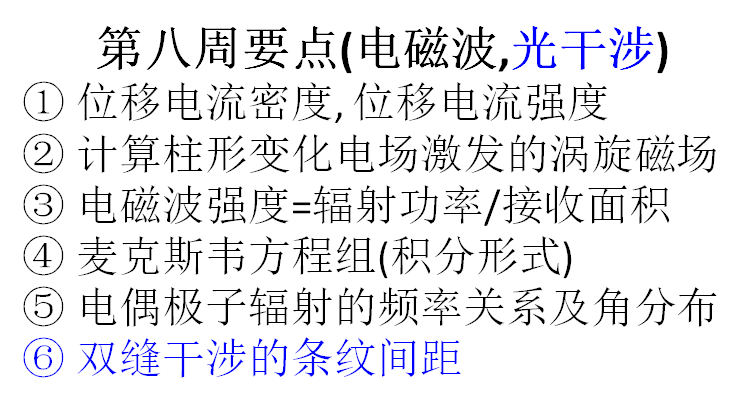 第八周要点(电磁波,光干涉)
① 位移电流密度, 位移电流强度
② 计算柱形变化电场激发的涡旋磁场
③ 电磁波强度=辐射功率/接收面积
④ 麦克斯韦方程组(积分形式)
⑤ 电偶极子辐射的频率关系及角分布
⑥ 双缝干涉的条纹间距